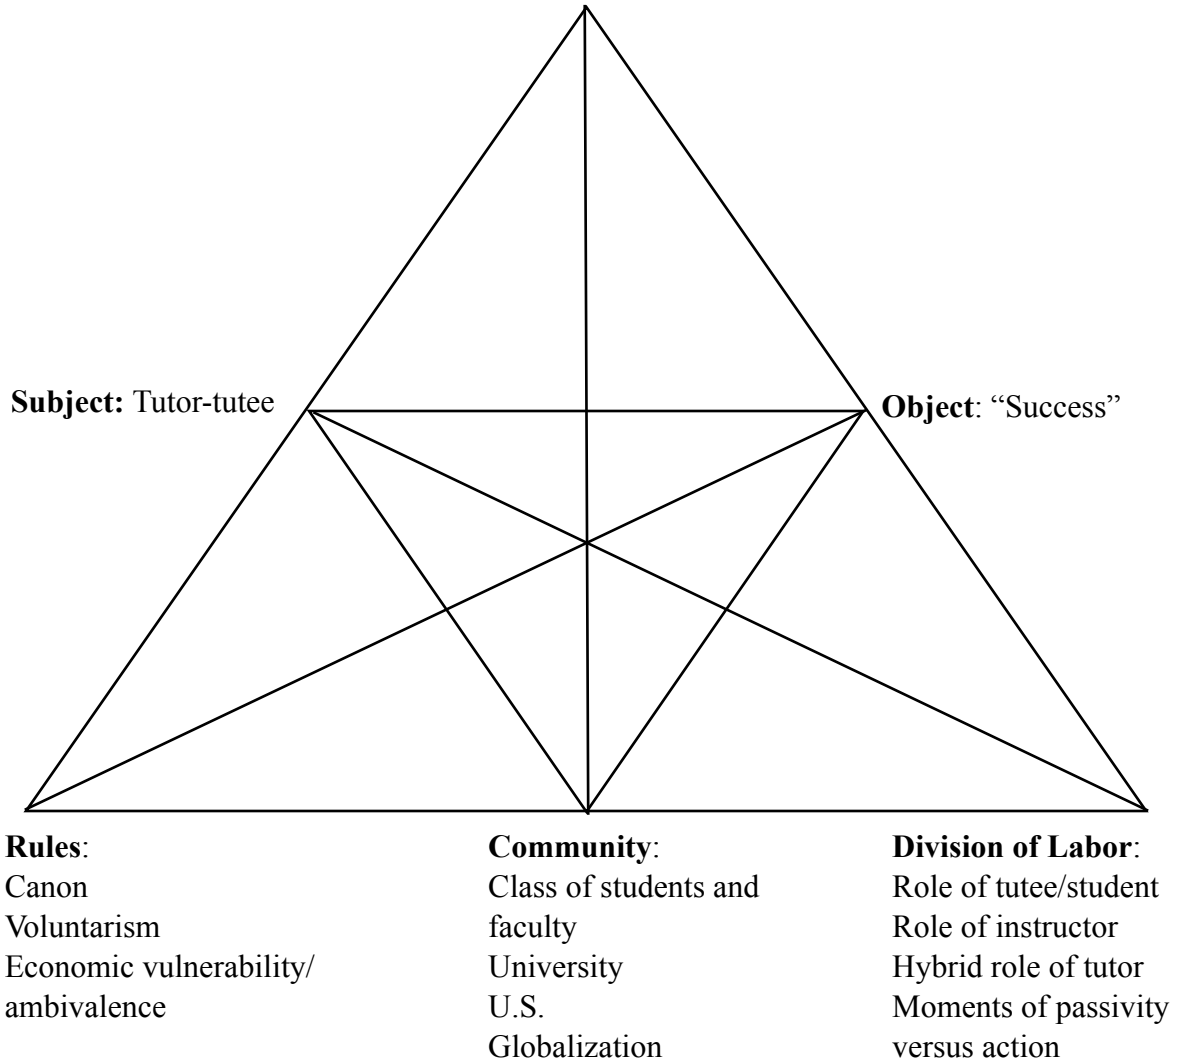 Subject: Tutor-tutee
Object: “Success”
Rules:
Canon
Voluntarism
Economic vulnerability/
ambivalence
Community:
Class of students and
faculty
University
U.S.
Globalization
Division of Labor:
Role of tutee/student
Role of instructor
Hybrid role of tutor
Moments of passivity
versus action